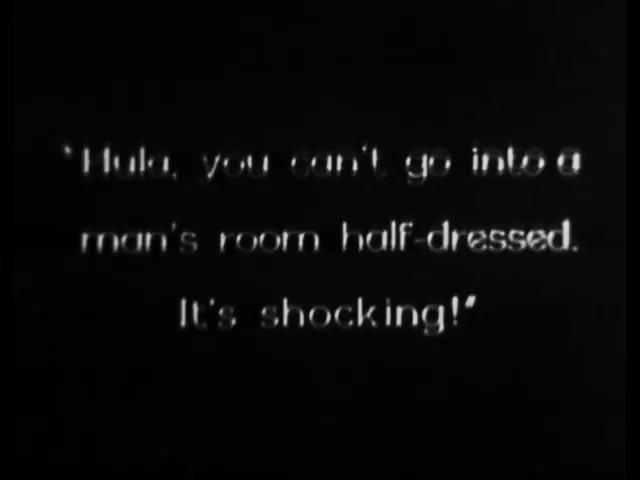 "Hula, you can't go into a
man's room half-dressed.
It's shocking!"